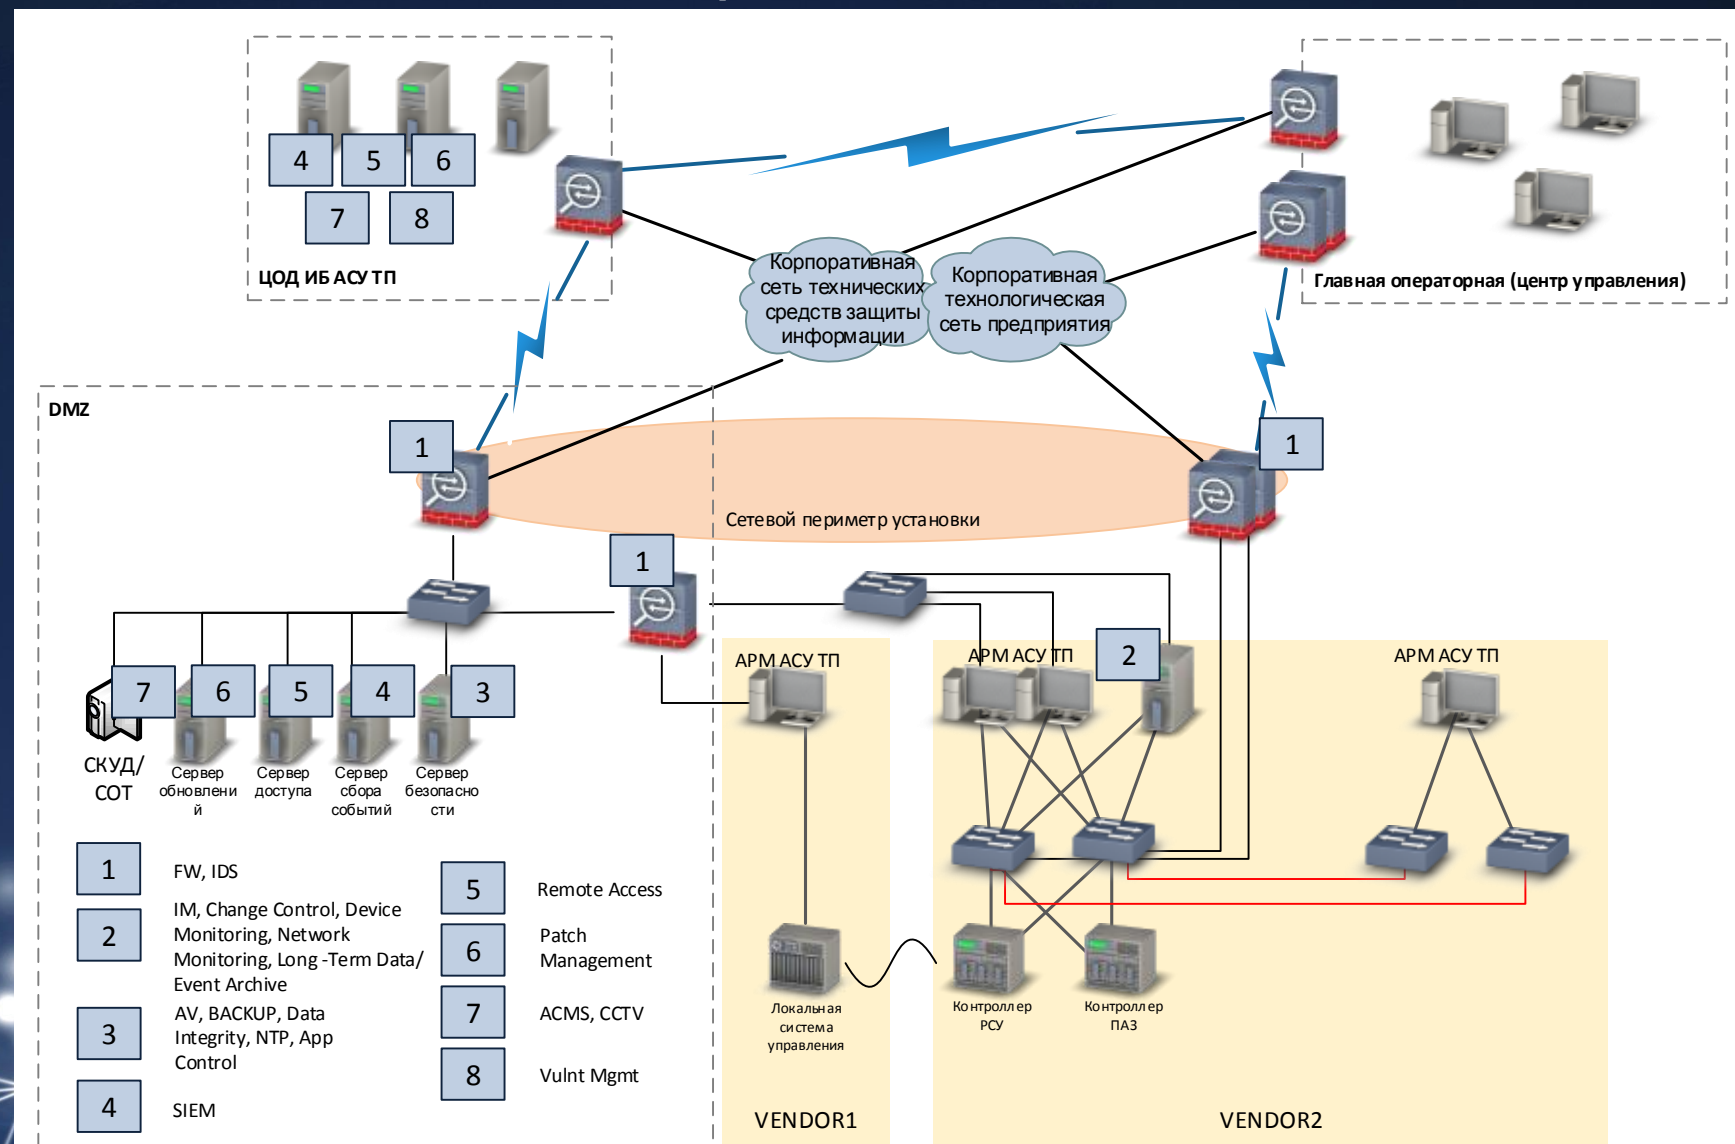 4
5
6
7
8
ЦОД ИБ АСУ ТП
Корпоративная
сеть технических
средств защиты
информации
Корпоративная
технологическая
сеть предприятия
Главная операторная (центр управления)
DMZ
1
1
Сетевой периметр установки
1
7
6
5
4
3
СКУД/
СОТ
Сервер
обновлени
й
Сервер
доступа
Сервер
сбора
событий
Сервер
безопасно
сти
АРМ АСУ ТП
АРМ АСУ ТП
2
АРМ АСУ ТП
1
FW, IDS
2
IM, Change Control, Device
Monitoring, Network
Monitoring, Long -Term Data/
Event Archive
3
AV, BACKUP, Data
Integrity, NTP, App
Control
4
SIEM
5
Remote Access
6
Patch
Management
7
ACMS, CCTV
8
Vulnt Mgmt
Локальная
система
управления
Контроллер
РСУ
Контроллер
ПАЗ
VENDOR1
VENDOR2